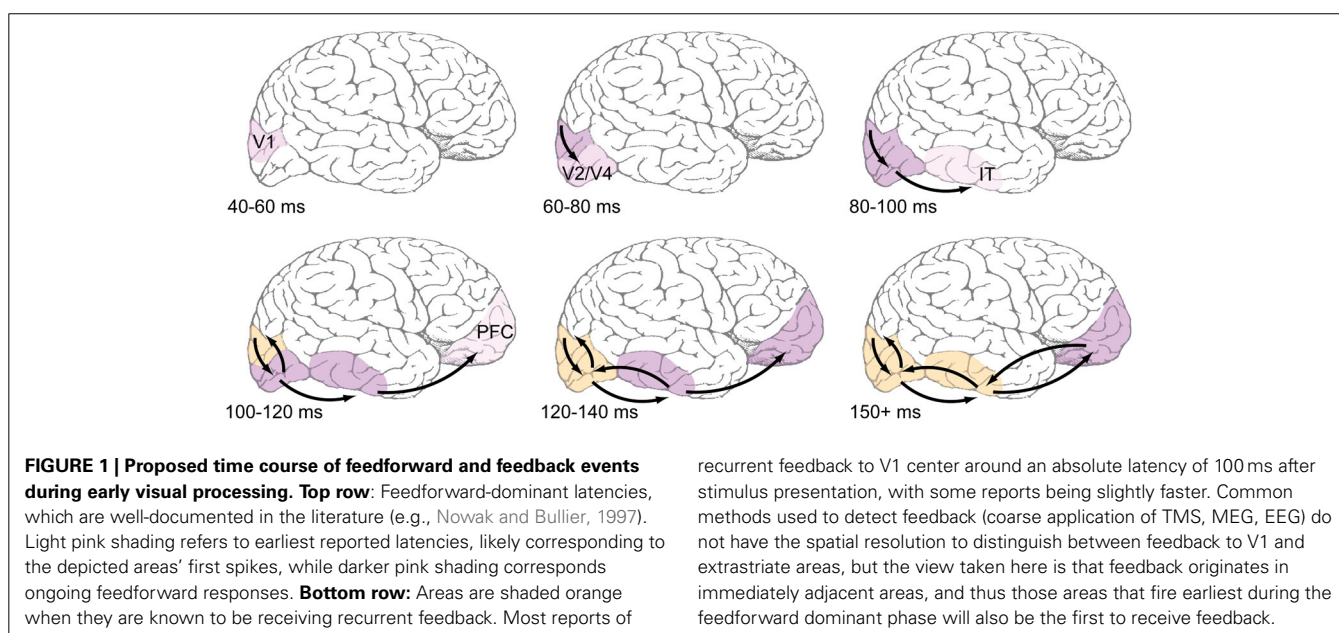 V1
40-60 ms
V2/V4
60-80 ms
IT
80-100 ms
PFC
100-120 ms
120-140 ms
150+ ms
FIGURE 1 | Proposed time course of feedforward and feedback events
during early visual processing. Top row: Feedforward-dominant latencies,
which are well-documented in the literature (e.g., Nowak and Bullier, 1997).
Light pink shading refers to earliest reported latencies, likely corresponding to
the depicted areas' first spikes, while darker pink shading corresponds
ongoing feedforward responses. Bottom row: Areas are shaded orange
when they are known to be receiving recurrent feedback. Most reports of
recurrent feedback to V1 center around an absolute latency of 100 ms after
stimulus presentation, with some reports being slightly faster. Common
methods used to detect feedback (coarse application of TMS, MEG, EEG) do
not have the spatial resolution to distinguish between feedback to V1 and
extrastriate areas, but the view taken here is that feedback originates in
immediately adjacent areas, and thus those areas that fire earliest during the
feedforward dominant phase will also be the first to receive feedback.